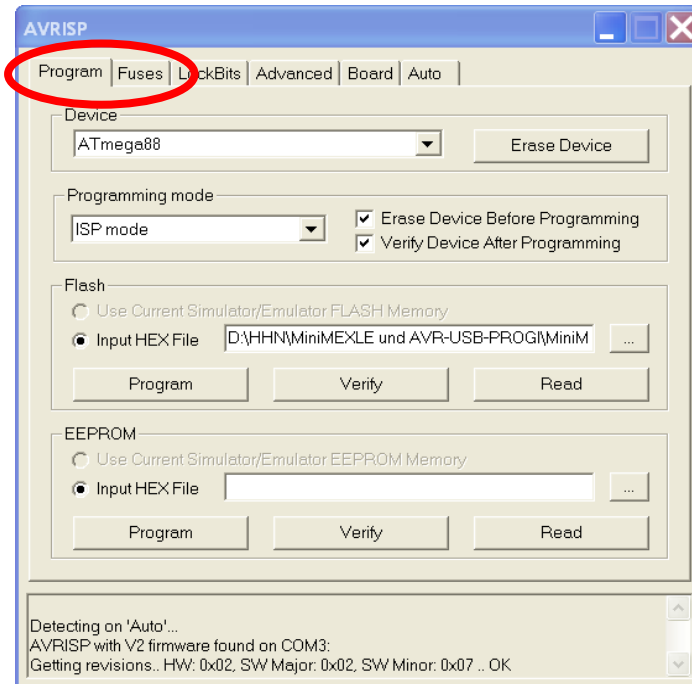 AVRISP
Program Fuses LockBits Advanced Board Auto
Device
ATmega88 Erase Device
Programming mode
ISP mode
Erase Device Before Programming
Verify Device After Programming
Flash
Use Current Simulator/Emulator FLASH Memory
Input HEX File D:\HHN\MiniMEXLE und AVR-USB-PROGI\MiniM ...
Program Verify Read
EEPROM
Use Current Simulator/Emulator EEPROM Memory
Input HEX File ...
Program Verify Read
Detecting on 'Auto'...
AVRISP with V2 firmware found on COM3:
Getting revisions.. HW: 0x02, SW Major: 0x02, SW Minor: 0x07 .. OK